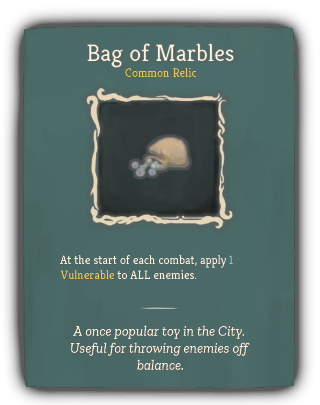 Bag of Marbles
Common Relic
At the start of each combat, apply 1
Vulnerable to ALL enemies.
A once popular toy in the City.
Useful for throwing enemies off
balance.